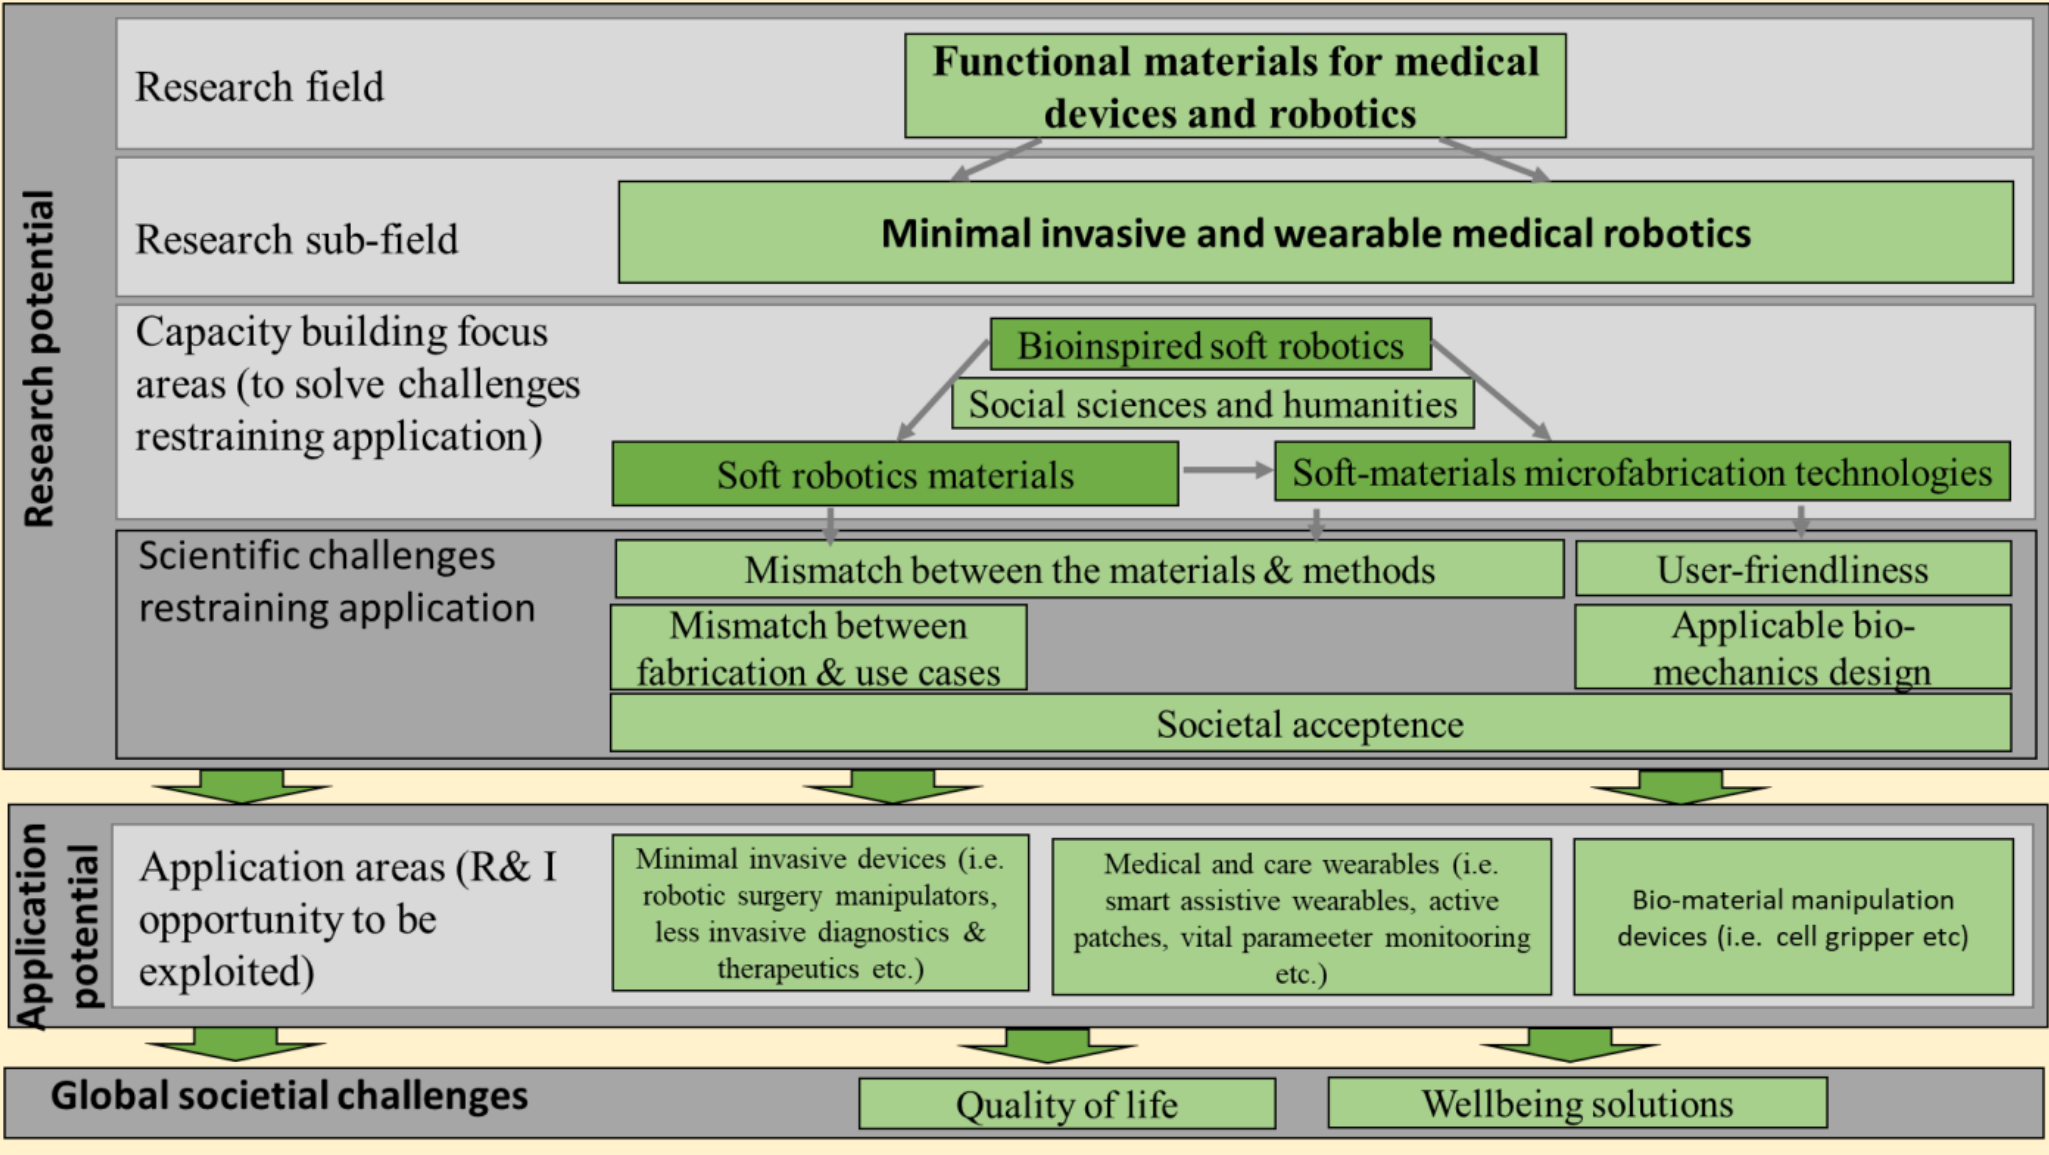 Research potential
Research field
Functional materials for medical
devices and robotics
Research sub-field
Minimal invasive and wearable medical robotics
Capacity building focus
areas (to solve challenges
restraining application)
Bioinspired soft robotics
Social sciences and humanities
Soft robotics materials
Soft-materials microfabrication technologies
Scientific challenges
restraining application
Mismatch between the materials & methods
User-friendliness
Mismatch between
fabrication & use cases
Applicable bio-
mechanics design
Societal acceptence
Application
potential
Application areas (R& I
opportunity to be
exploited)
Minimal invasive devices (i.e.
robotic surgery manipulators,
less invasive diagnostics &
therapeutics etc.)
Medical and care wearables (i.e.
smart assistive wearables, active
patches, vital parameeter monitooring
etc.)
Bio-material manipulation
devices (i.e. cell gripper etc)
Global societial challenges
Quality of life
Wellbeing solutions